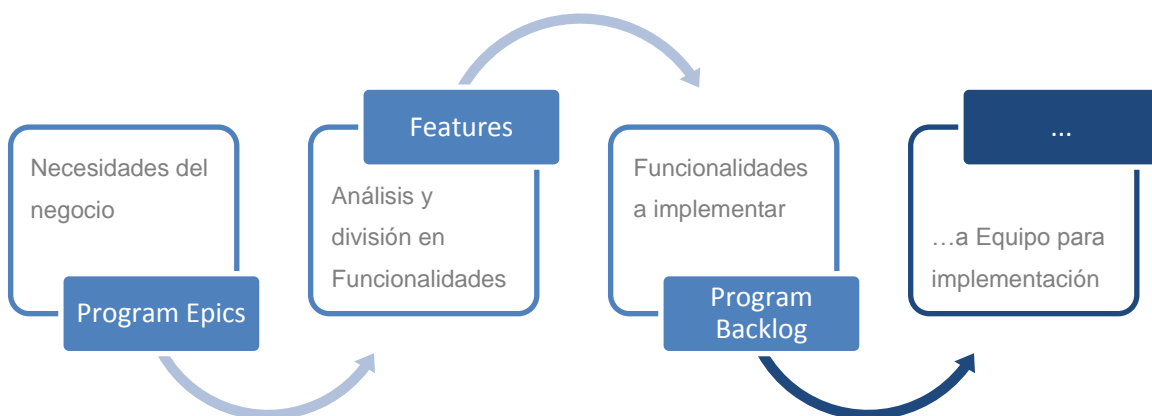 Necesidades del
negocio
Program Epics
Features
Análisis y
división en
Funcionalidades
Funcionalidades
a implementar
Program
Backlog
...
…a Equipo para
implementación